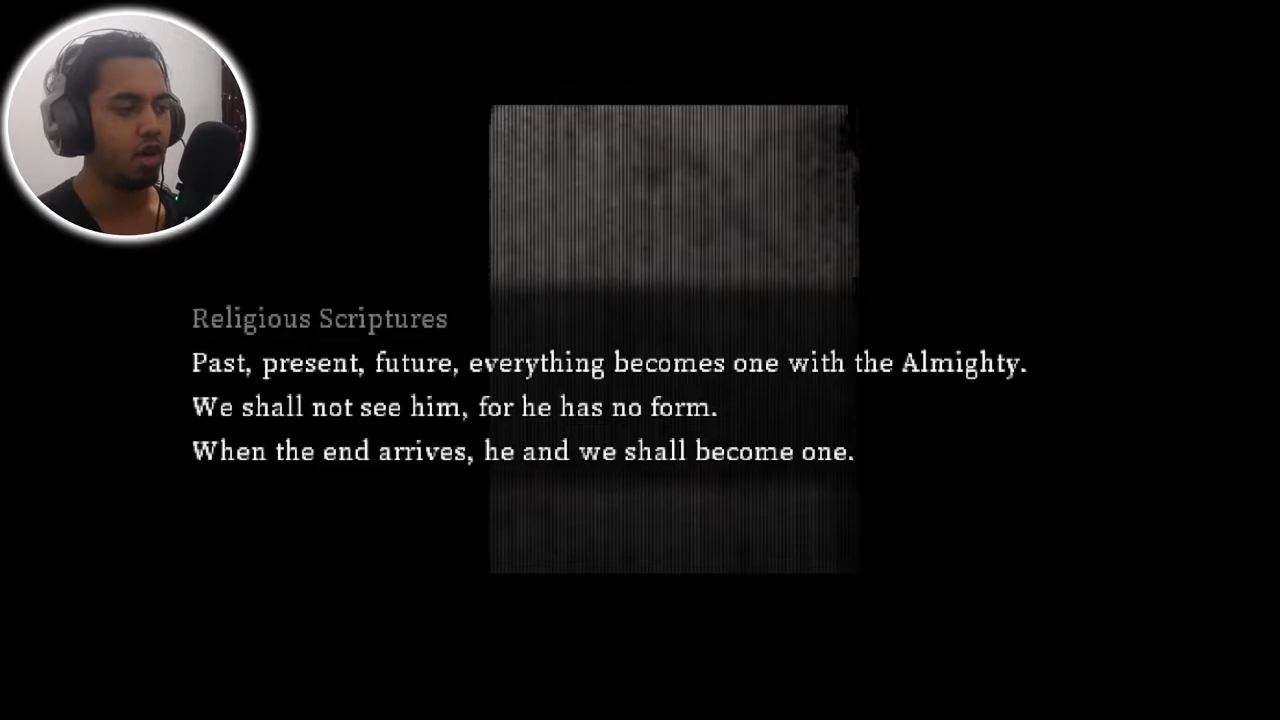 Religious Scriptures
Past, present, future, everything becomes one with the Almighty.
We shall not see him, for he has no form.
When the end arrives, he and we shall become one.